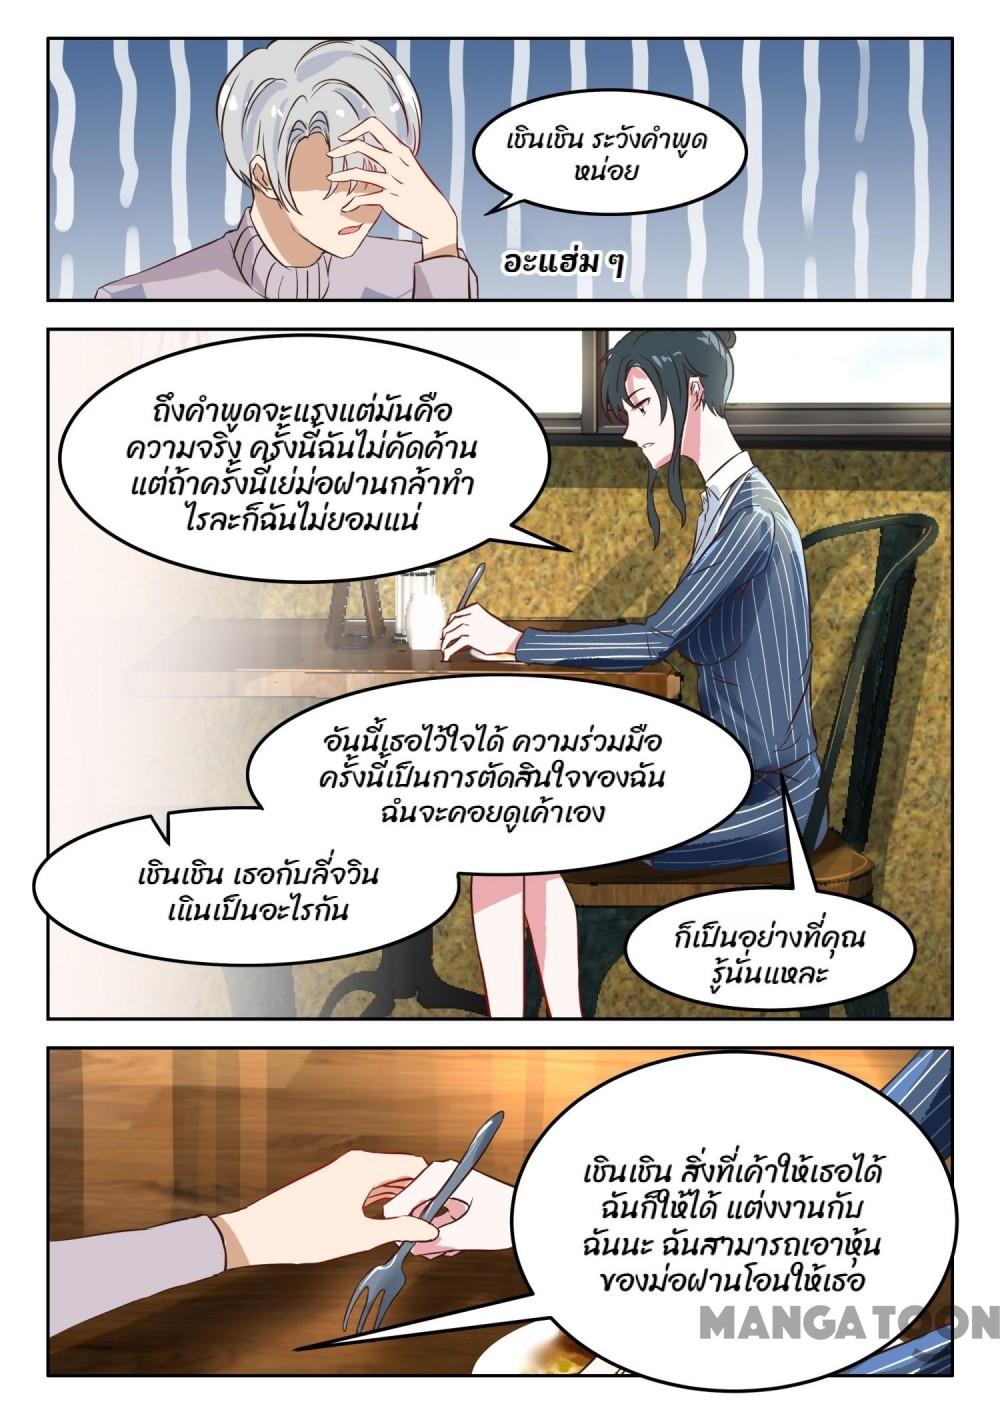 เชินเชิน ระวังคำพูด
หน่อย
อะแฮ่ม ๆ
ถึงคำพูดจะแรงแต่มันคือ
ความจริง ครั้งนี้ฉันไม่คัดค้าน
แต่ถ้าครั้งนี้เย่ม่อฝานกล้าทำ
ไรละก็ฉันไม่ยอมแน่
อันนี้เธอไว้ใจได้ ความร่วมมือ
ครั้งนี้เป็นการตัดสินใจของฉัน
ฉํนจะคอยดูเค้าเอง
เชินเชิน เธอกับลี่จวิน
เเินเป็นอะไรกัน
ก็เป็นอย่างที่คุณ
รู้นั่นแหละ
เชินเชิน สิ่งที่เค้าให้เธอได้
ฉันก็ให้ได้ แต่งงานกับ
ฉันนะ ฉันสามารถเอาหุ้น
ของม่อฝานโอนให้เธอ
MANGATOON